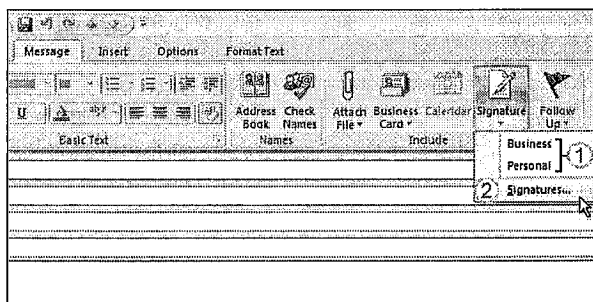 Message Insert Options Format Text
U
Address Book Check Names Attach File Business Card Calendar Signature Follow Up
Basic Text Names Include
Business
Personal
1
2 Signatures...